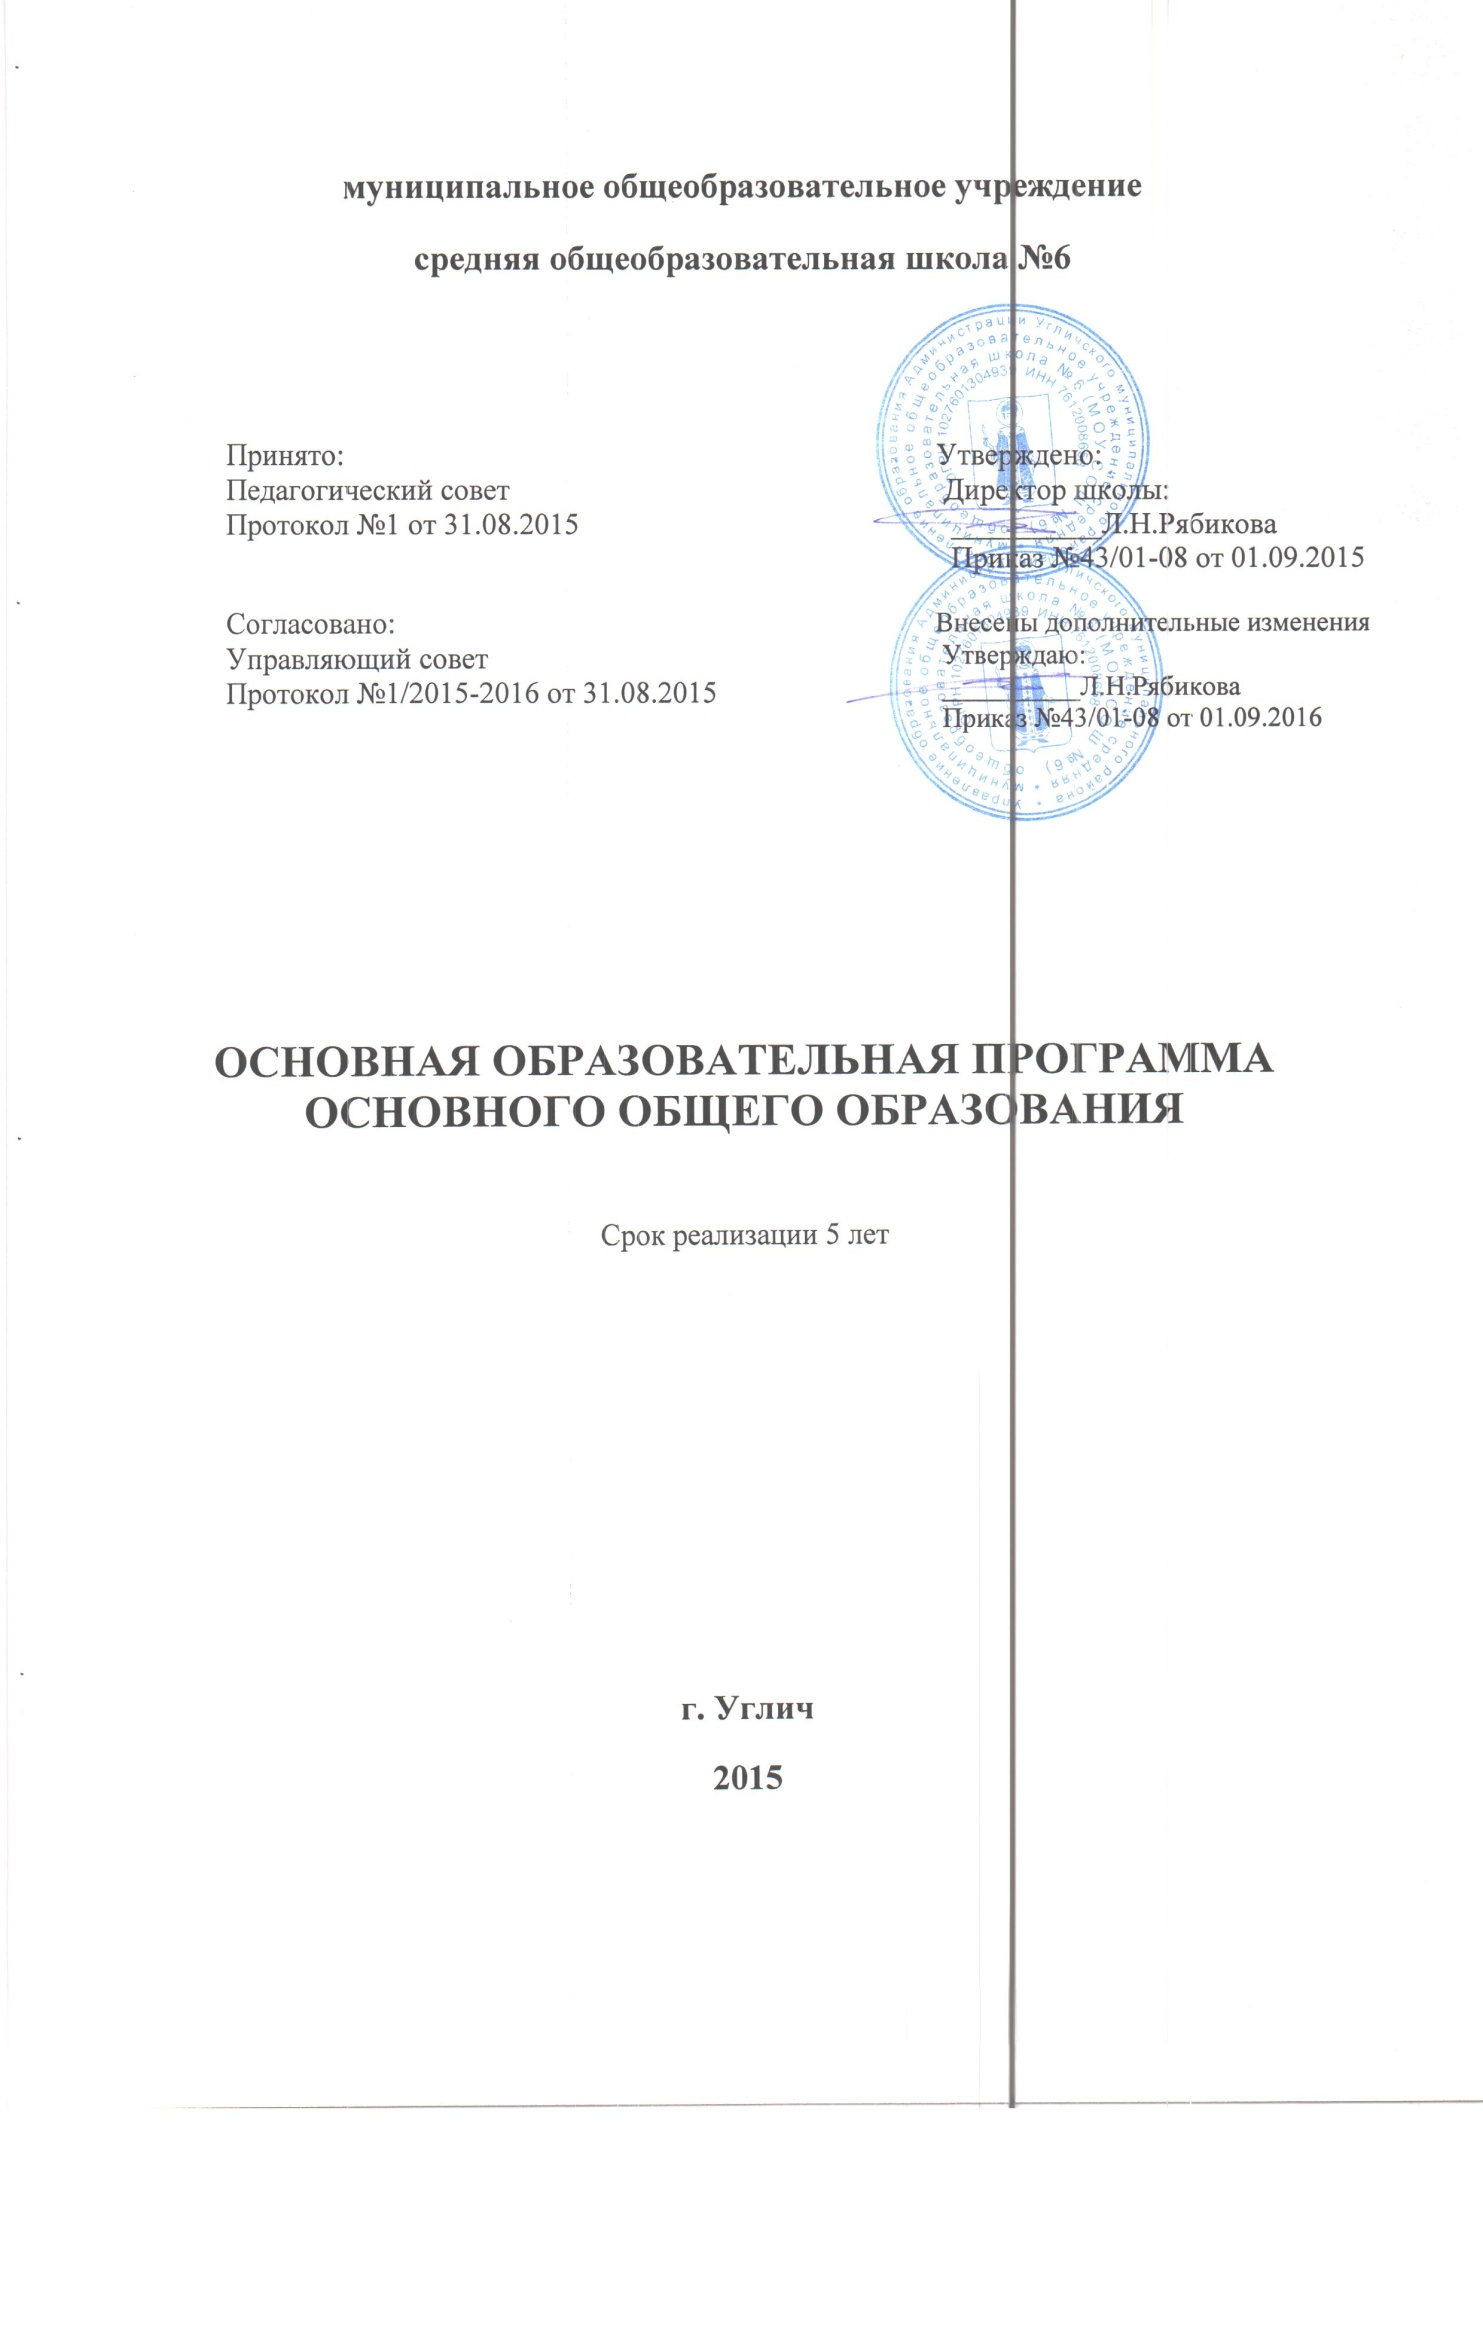 муниципальное общеобразовательное учреждение
средняя общеобразовательная школа №6
Принято:
Педагогический совет
Протокол №1 от 31.08.2015
Утверждено:
Директор школы:
Л.Н.Рябикова
Приказ №43/01-08 от 01.09.2015
Согласовано:
Управляющий совет
Протокол №1/2015-2016 от 31.08.2015
Внесены дополнительные изменения
Утверждаю:
Л.Н.Рябикова
Приказ №43/01-08 от 01.09.2016
ОСНОВНАЯ ОБРАЗОВАТЕЛЬНАЯ ПРОГРАММА
ОСНОВНОГО ОБЩЕГО ОБРАЗОВАНИЯ
Срок реализации 5 лет
г. Углич
2015